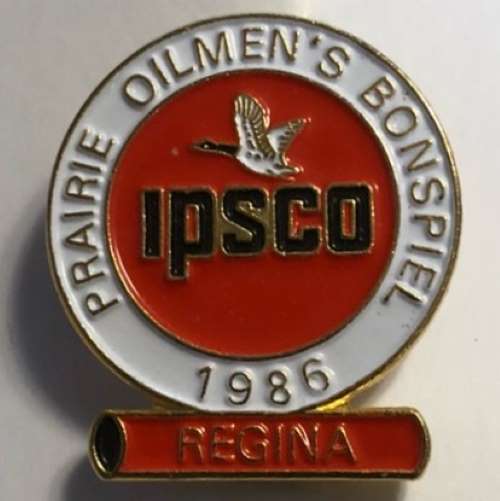 PRAIRIE OILMEN'S BONSPIEL
IPSCO
1986
REGINA